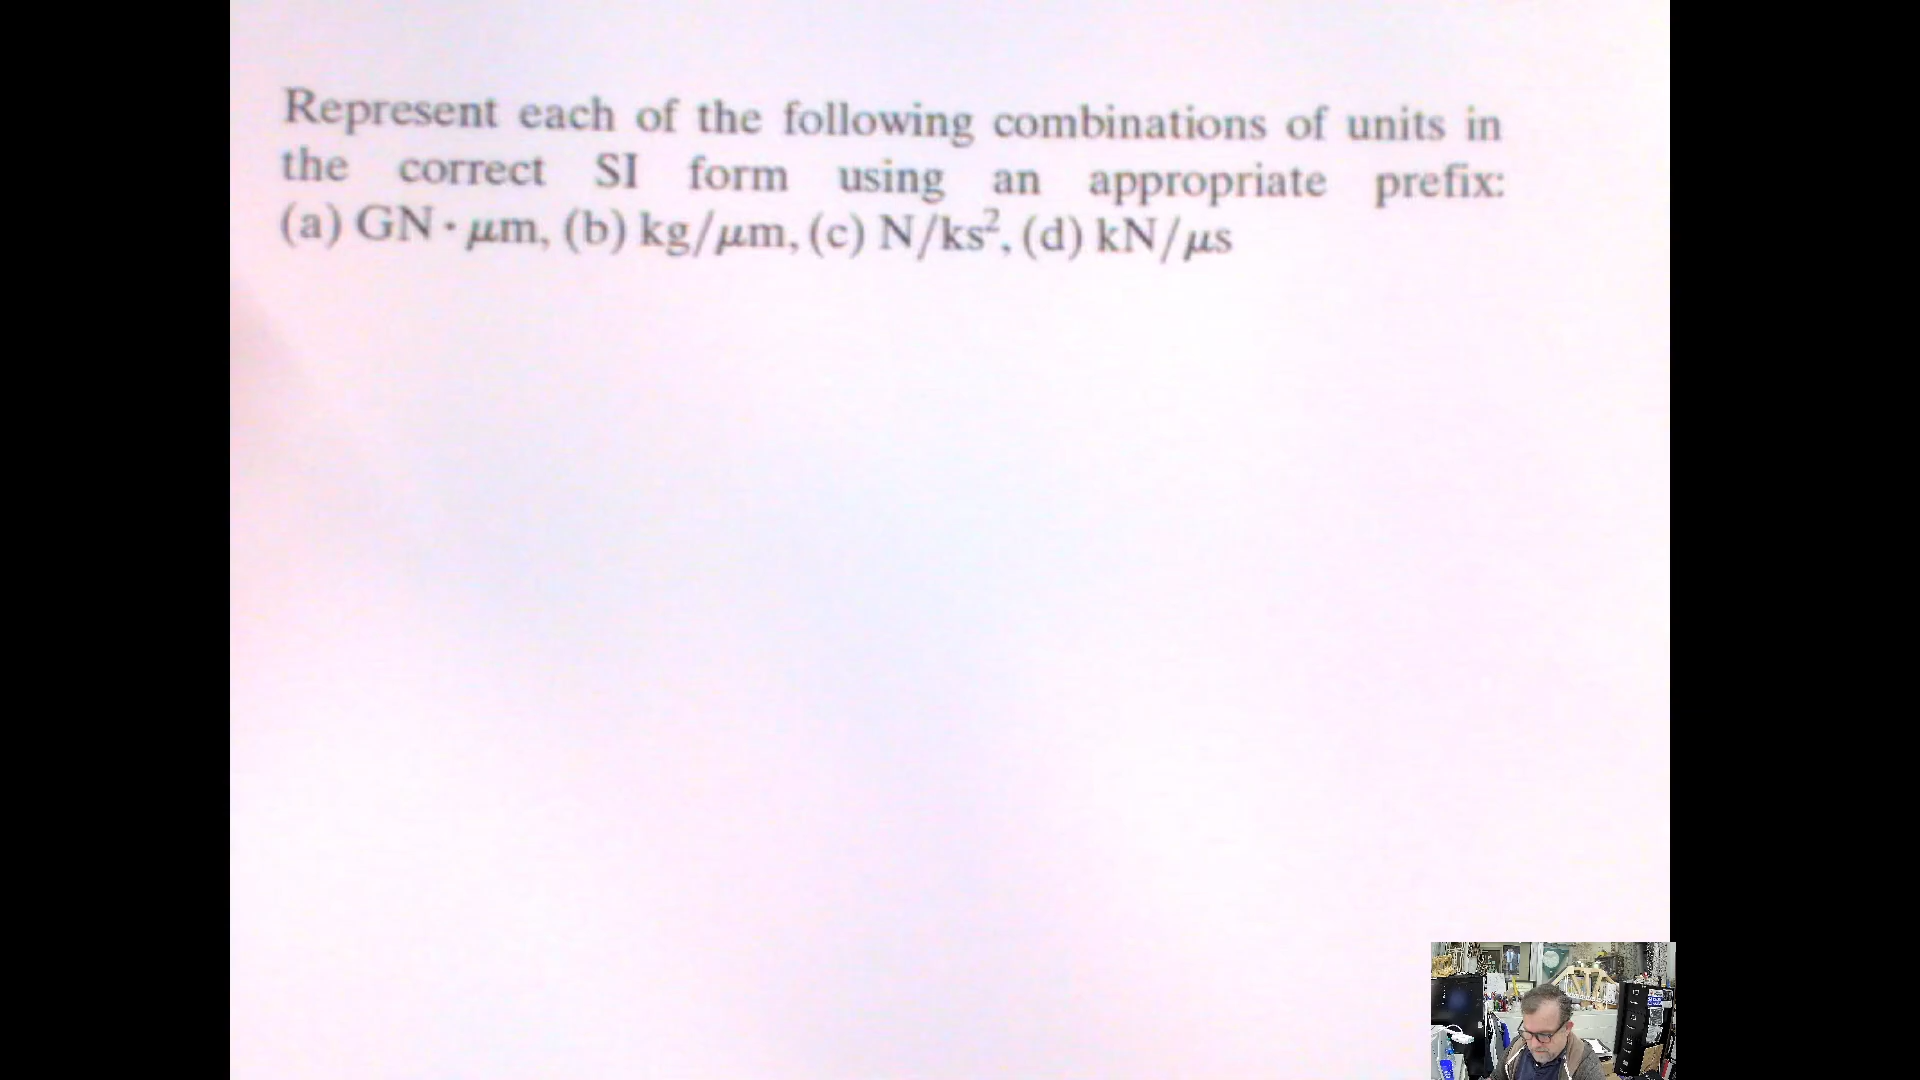 Represent each of the following combinations of units in
the correct SI form using an appropriate prefix:
(a) GN · μm, (b) kg/μm, (c) N/ks², (d) kN/μs